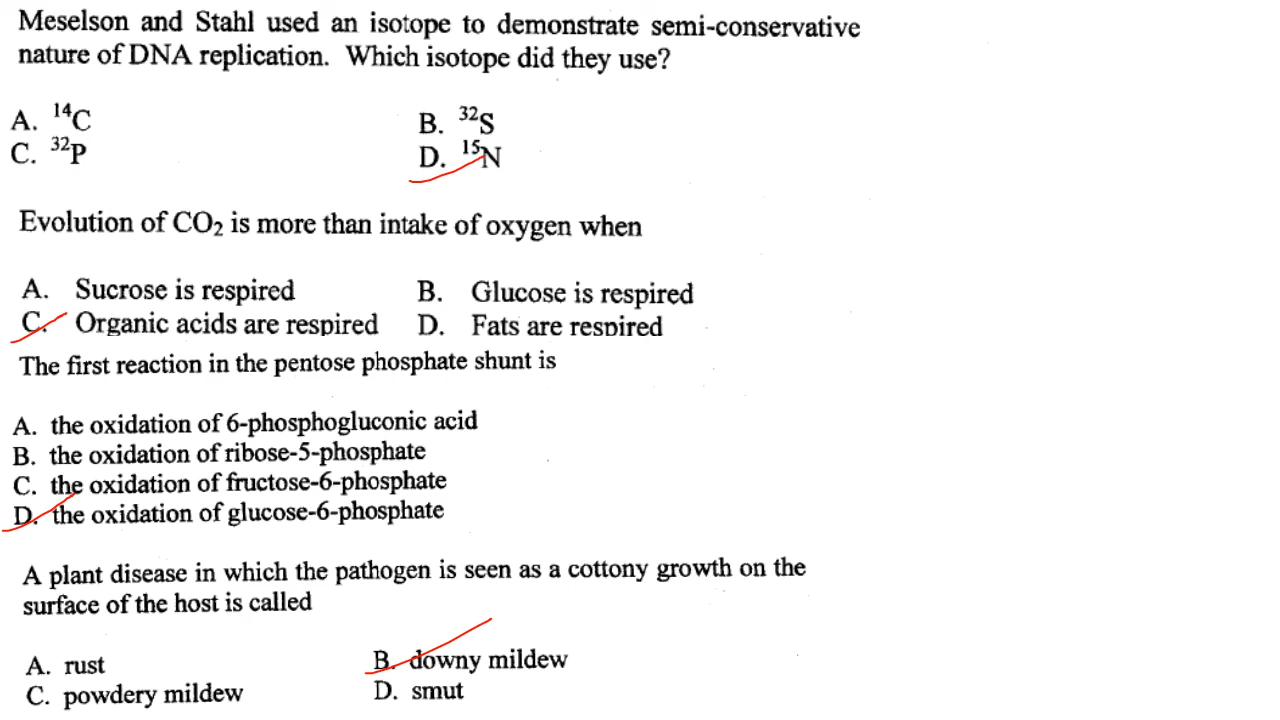 Meselson and Stahl used an isotope to demonstrate semi-conservative
nature of DNA replication. Which isotope did they use?
A. ¹⁴C B. ³²S
C. ³²P D. ¹⁵N
Evolution of CO₂ is more than intake of oxygen when
A. Sucrose is respired B. Glucose is respired
C. Organic acids are respired D. Fats are respired
The first reaction in the pentose phosphate shunt is
A. the oxidation of 6-phosphogluconic acid
B. the oxidation of ribose-5-phosphate
C. the oxidation of fructose-6-phosphate
D. the oxidation of glucose-6-phosphate
A plant disease in which the pathogen is seen as a cottony growth on the
surface of the host is called
A. rust B. downy mildew
C. powdery mildew D. smut